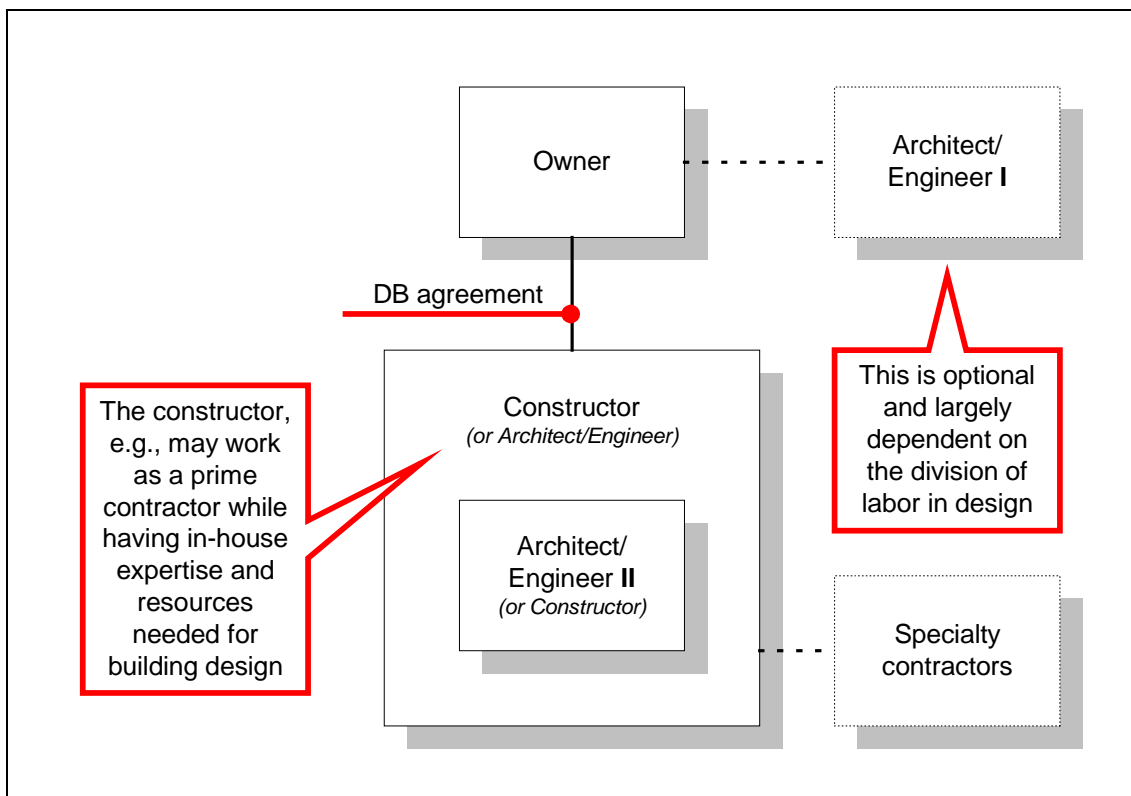 Owner
Architect/
Engineer I
DB agreement
The constructor,
e.g., may work
as a prime
contractor while
having in-house
expertise and
resources
needed for
building design
Constructor
(or Architect/Engineer)
Architect/
Engineer II
(or Constructor)
This is optional
and largely
dependent on
the division of
labor in design
Specialty
contractors